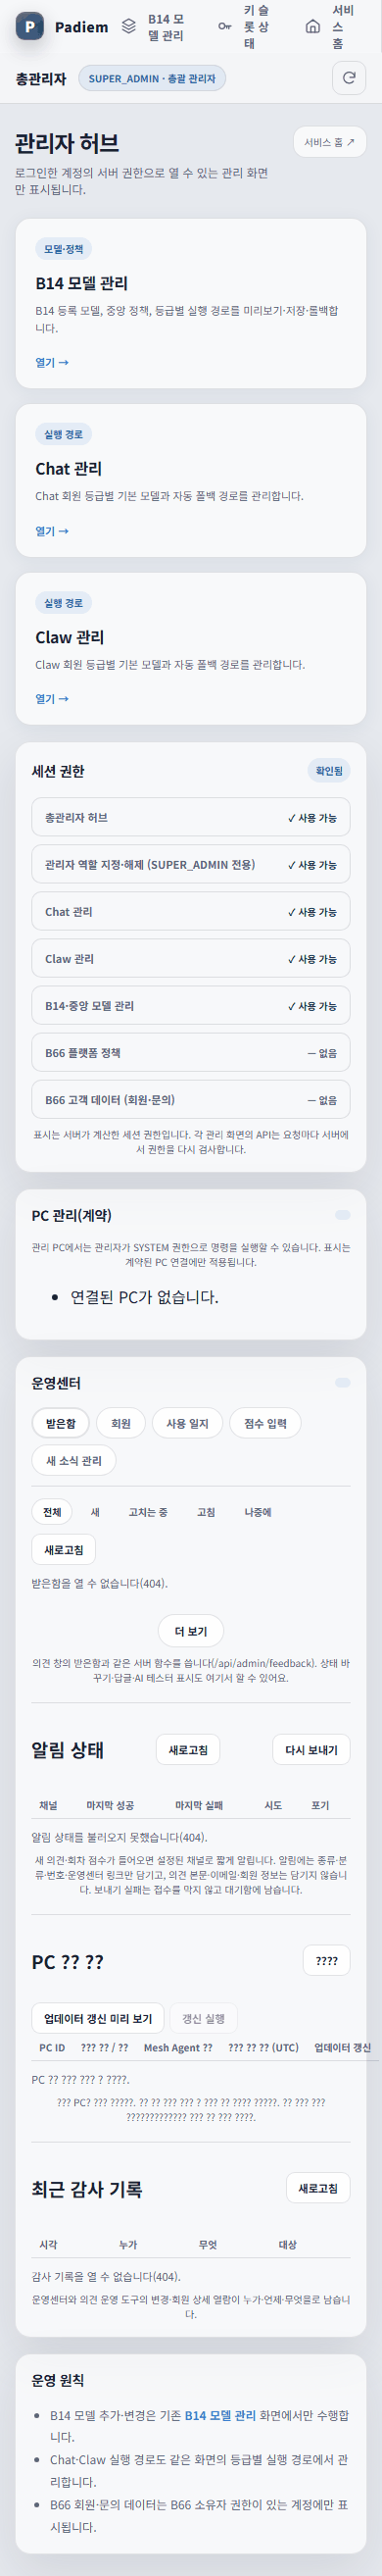 P Padiem
B14 모
델 관리
키 슬
롯 상
태
서비
스
홈
총관리자 SUPER_ADMIN · 총괄 관리자
관리자 허브
서비스 홈 ↗
로그인한 계정의 서버 권한으로 열 수 있는 관리 화면
만 표시됩니다.
모델·정책
B14 모델 관리
B14 등록 모델, 중앙 정책, 등급별 실행 경로를 미리보기·저장·롤백합
니다.
열기 →
실행 경로
Chat 관리
Chat 회원 등급별 기본 모델과 자동 폴백 경로를 관리합니다.
열기 →
실행 경로
Claw 관리
Claw 회원 등급별 기본 모델과 자동 폴백 경로를 관리합니다.
열기 →
세션 권한 확인됨
총관리자 허브 ✓ 사용 가능
관리자 역할 지정·해제 (SUPER_ADMIN 전용) ✓ 사용 가능
Chat 관리 ✓ 사용 가능
Claw 관리 ✓ 사용 가능
B14·중앙 모델 관리 ✓ 사용 가능
B66 플랫폼 정책 — 없음
B66 고객 데이터 (회원·문의) — 없음
표시는 서버가 계산한 세션 권한입니다. 각 관리 화면의 API는 요청마다 서버에
서 권한을 다시 검사합니다.
PC 관리(계약)
관리 PC에서는 관리자가 SYSTEM 권한으로 명령을 실행할 수 있습니다. 표시는
계약된 PC 연결에만 적용됩니다.
• 연결된 PC가 없습니다.
운영센터
받은함 회원 사용 일지 점수 입력
새 소식 관리
전체 새 고치는 중 고침 나중에
새로고침
받은함을 열 수 없습니다(404).
더 보기
의견 창의 받은함과 같은 서버 함수를 씁니다(/api/admin/feedback). 상태 바
꾸기·답글·AI 테스터 표시도 여기서 할 수 있어요.
알림 상태 새로고침 다시 보내기
채널 마지막 성공 마지막 실패 시도 포기
알림 상태를 불러오지 못했습니다(404).
새 의견·회차 점수가 들어오면 설정된 채널로 짧게 알립니다. 알림에는 종류·분
류·번호·운영센터 링크만 담기고, 의견 본문·이메일·회원 정보는 담기지 않습니
다. 보내기 실패는 접수를 막지 않고 대기함에 남습니다.
PC ?? ?? ????
업데이터 갱신 미리 보기 갱신 실행
PC ID ??? ?? / ?? Mesh Agent ?? ??? ?? ?? (UTC) 업데이터 갱신
PC ?? ??? ??? ? ????.
??? PC? ??? ?????. ?? ?? ??? ??? ? ??? ?? ???? ?????. ?? ??? ???
????????????? ??? ?? ??? ????.
최근 감사 기록 새로고침
시각 누가 무엇 대상
감사 기록을 열 수 없습니다(404).
운영센터와 의견 운영 도구의 변경·회원 상세 열람이 누가·언제·무엇을로 남습니
다.
운영 원칙
• B14 모델 추가·변경은 기존 B14 모델 관리 화면에서만 수행합
니다.
• Chat·Claw 실행 경로도 같은 화면의 등급별 실행 경로에서 관
리합니다.
• B66 회원·문의 데이터는 B66 소유자 권한이 있는 계정에만 표
시됩니다.